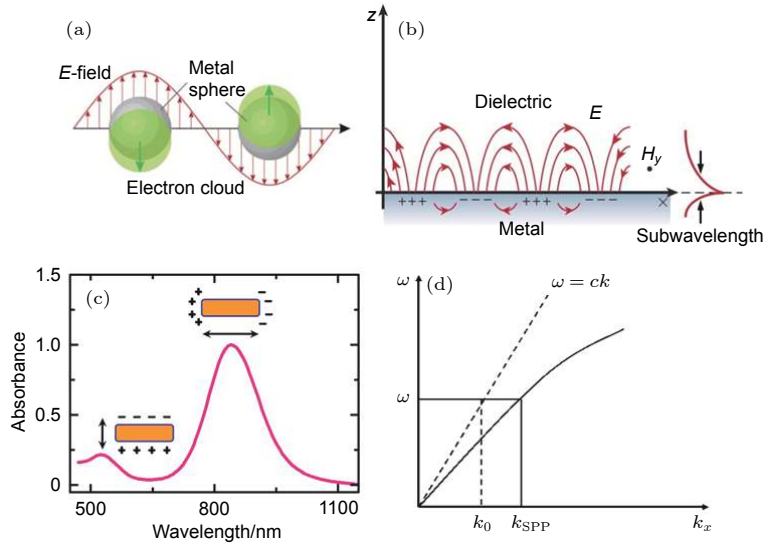 (a)
E-field
Metal
sphere
Electron cloud
(b)
z
Dielectric
E
H_y
+++ --- +++ --- ×
Metal
Subwavelength
(c)
Absorbance
1.5
1.0
0.5
0
+ + + + - - - -
- - - -
+ + + +
500 800 1100
Wavelength/nm
(d)
ω
ω = ck
ω
k₀ k_SPP k_x